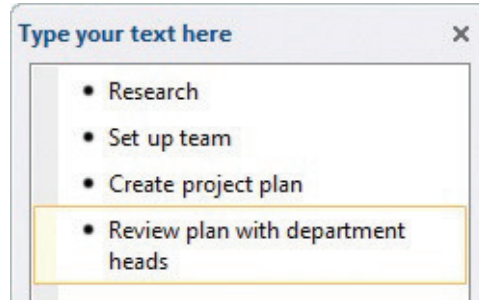 Type your text here
• Research
• Set up team
• Create project plan
• Review plan with department
heads